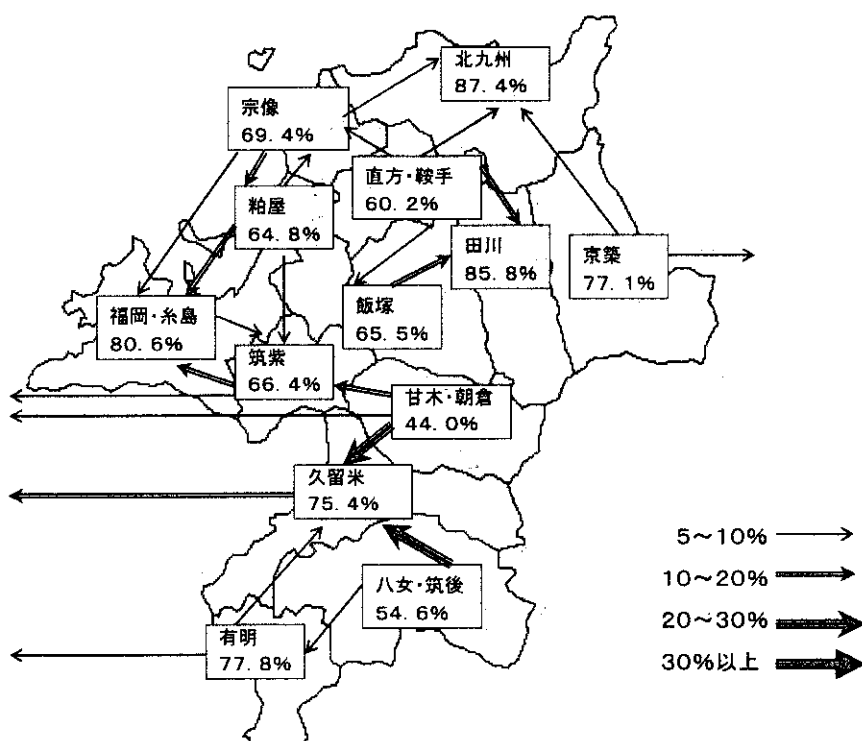 北九州
87.4%
宗像
69.4%
直方・鞍手
60.2%
粕屋
64.8%
田川
85.8%
京築
77.1%
飯塚
65.5%
福岡・糸島
80.6%
筑紫
66.4%
甘木・朝倉
44.0%
久留米
75.4%
八女・筑後
54.6%
有明
77.8%
5～10%
10～20%
20～30%
30%以上